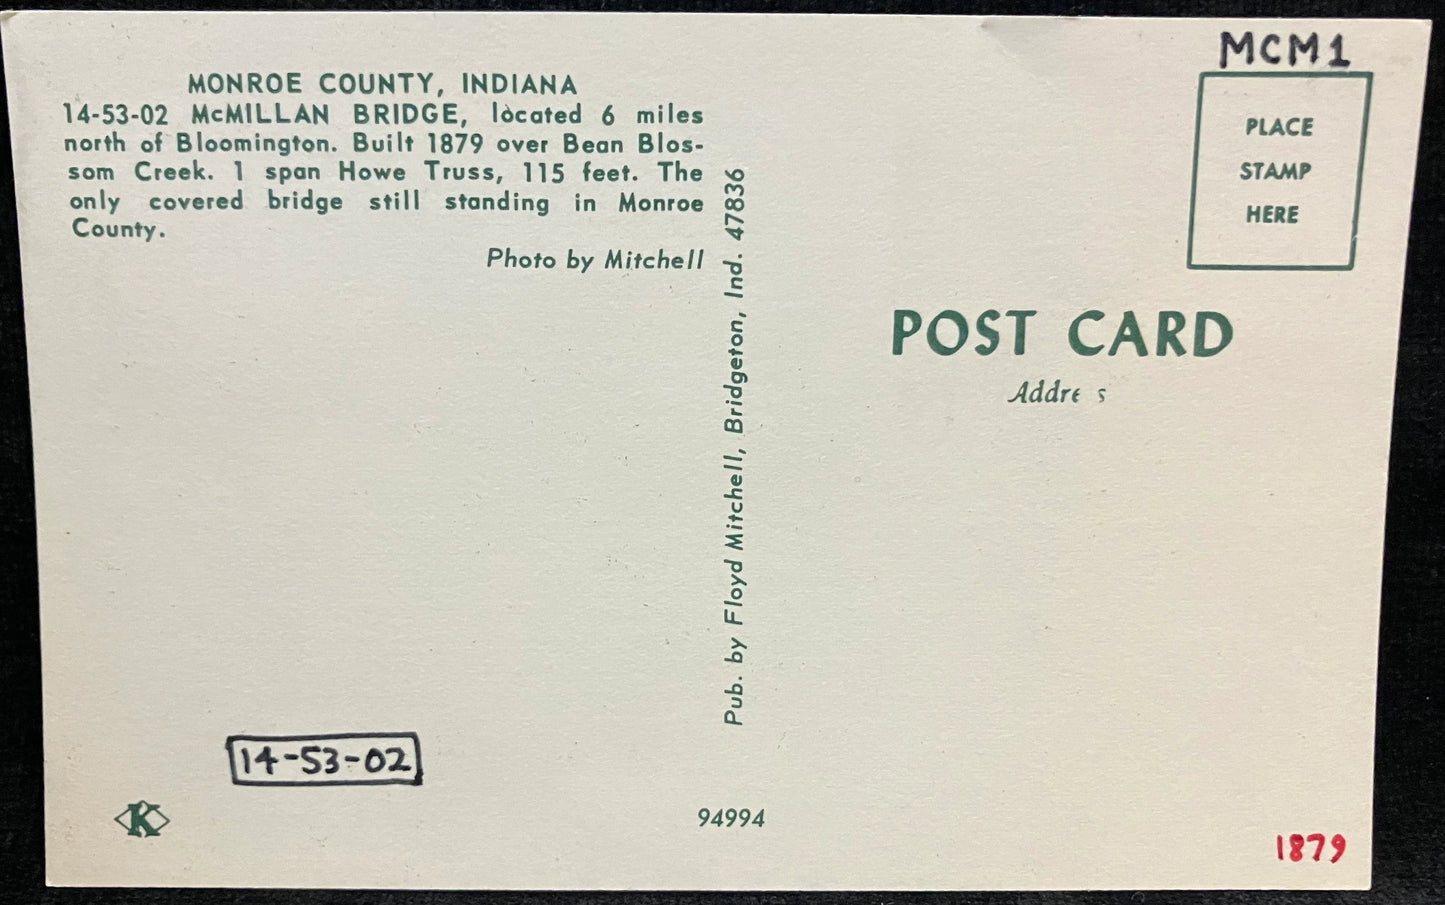 MONROE COUNTY, INDIANA
14-53-02 McMILLAN BRIDGE, located 6 miles
north of Bloomington. Built 1879 over Bean Blos-
som Creek. 1 span Howe Truss, 115 feet. The
only covered bridge still standing in Monroe
County.
Photo by Mitchell
Pub. by Floyd Mitchell, Bridgeton, Ind. 47836
MCM1
PLACE
STAMP
HERE
POST CARD
Addre s
14-53-02
K
94994
1879